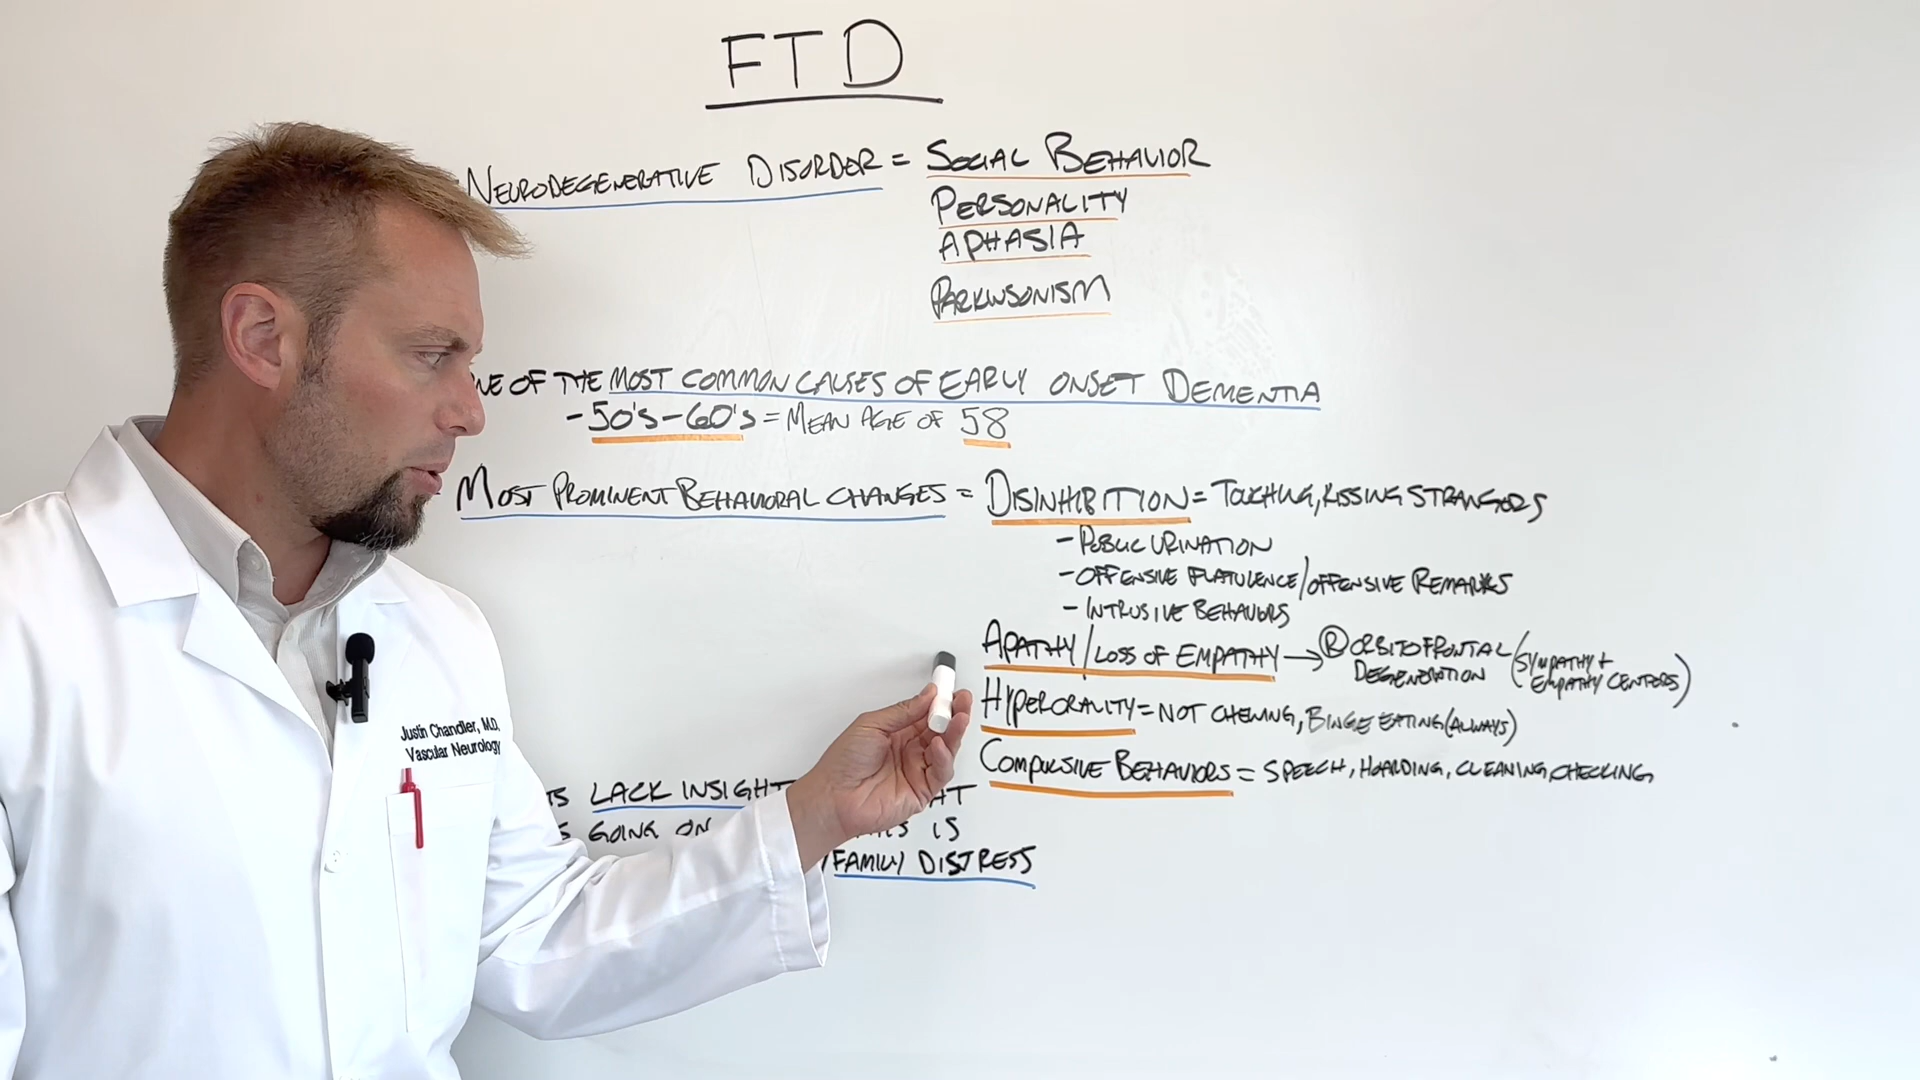 FTD
NEURODEGENERATIVE DISORDER = SOCIAL BEHAVIOR
PERSONALITY
APHASIA
PARKINSONISM
OF THE MOST COMMON CAUSES OF EARLY ONSET DEMENTIA
- 50's - 60's = MEAN AGE OF 58
MOST PROMINENT BEHAVIORAL CHANGES = DISINHIBITION = TOUCHING, KISSING STRANGERS
- PUBLIC URINATION
- OFFENSIVE FLATULENCE/OFFENSIVE REMARKS
- INTRUSIVE BEHAVIORS
APATHY/LOSS OF EMPATHY → Ⓡ ORBITOFRONTAL DEGENERATION (SYMPATHY + EMPATHY CENTERS)
HYPERORALITY = NOT CHEWING, BINGE EATING (ALWAYS)
COMPULSIVE BEHAVIORS = SPEECH, HOARDING, CLEANING, CHECKING
LACK INSIGHT
GOING ON IS
FAMILY DISTRESS
Justin Chandler, M.D.
Vascular Neurology